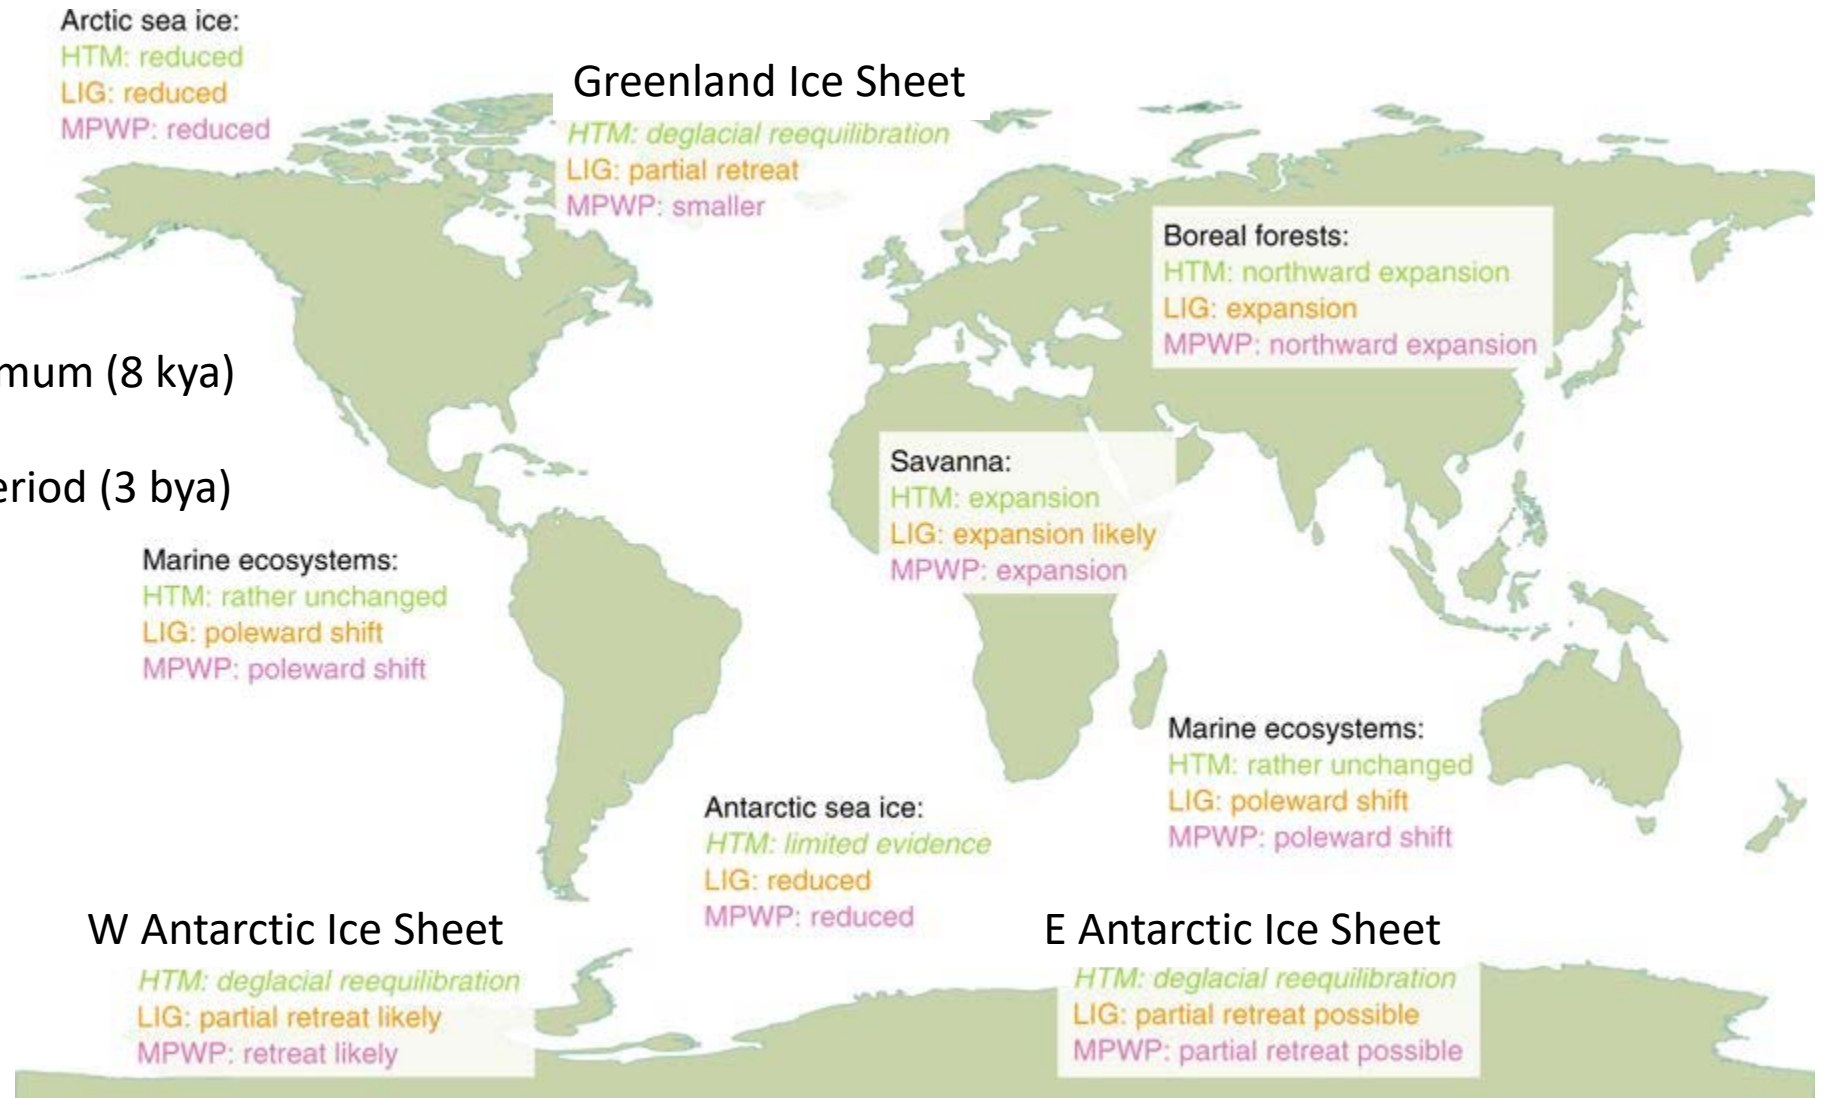 Arctic sea ice:
HTM: reduced
LIG: reduced
MPWP: reduced
Greenland Ice Sheet
HTM: deglacial reequilibration
LIG: partial retreat
MPWP: smaller
Boreal forests:
HTM: northward expansion
LIG: expansion
MPWP: northward expansion
mum (8 kya)
eriod (3 bya)
Savanna:
HTM: expansion
LIG: expansion likely
MPWP: expansion
Marine ecosystems:
HTM: rather unchanged
LIG: poleward shift
MPWP: poleward shift
Marine ecosystems:
HTM: rather unchanged
LIG: poleward shift
MPWP: poleward shift
Antarctic sea ice:
HTM: limited evidence
LIG: reduced
MPWP: reduced
W Antarctic Ice Sheet
HTM: deglacial reequilibration
LIG: partial retreat likely
MPWP: retreat likely
E Antarctic Ice Sheet
HTM: deglacial reequilibration
LIG: partial retreat possible
MPWP: partial retreat possible